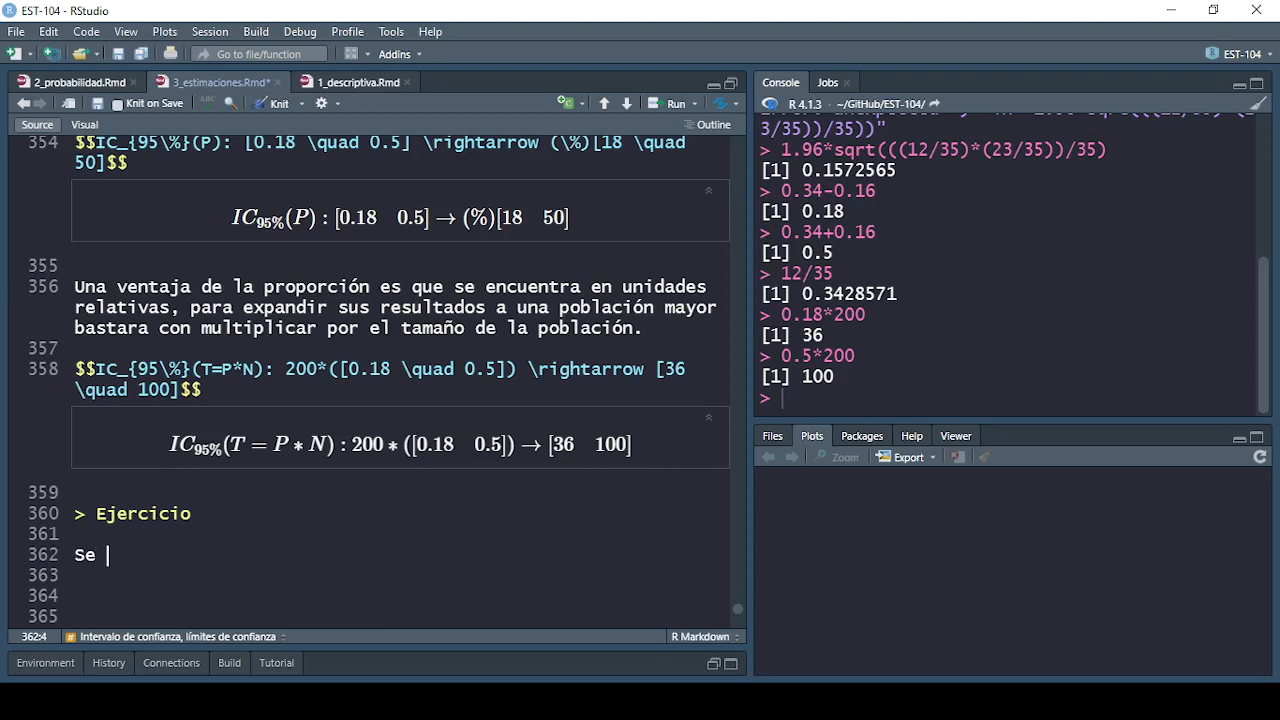 EST-104 - RStudio
File Edit Code View Plots Session Build Debug Profile Tools Help
Go to file/function Addins EST-104
2_probabilidad.Rmd 3_estimaciones.Rmd* 1_descriptiva.Rmd
Knit on Save ABC Knit Run
Source Visual Outline
354 $$IC_{95\%}(P): [0.18 \quad 0.5] \rightarrow (\%)[18 \quad
50]$$
IC95%(P) : [0.18 0.5] → (%)[18 50]
355
356 Una ventaja de la proporción es que se encuentra en unidades
relativas, para expandir sus resultados a una población mayor
bastara con multiplicar por el tamaño de la población.
357
358 $$IC_{95\%}(T=P*N): 200*([0.18 \quad 0.5]) \rightarrow [36
\quad 100]$$
IC95%(T = P * N) : 200 * ([0.18 0.5]) → [36 100]
359
360 > Ejercicio
361
362 Se
363
364
365
362:4 # Intervalo de confianza, límites de confianza R Markdown
Environment History Connections Build Tutorial
Console Jobs
R 4.1.3 · ~/GitHub/EST-104/
3/35))/35))"
> 1.96*sqrt(((12/35)*(23/35))/35)
[1] 0.1572565
> 0.34-0.16
[1] 0.18
> 0.34+0.16
[1] 0.5
> 12/35
[1] 0.3428571
> 0.18*200
[1] 36
> 0.5*200
[1] 100
>
Files Plots Packages Help Viewer
Zoom Export